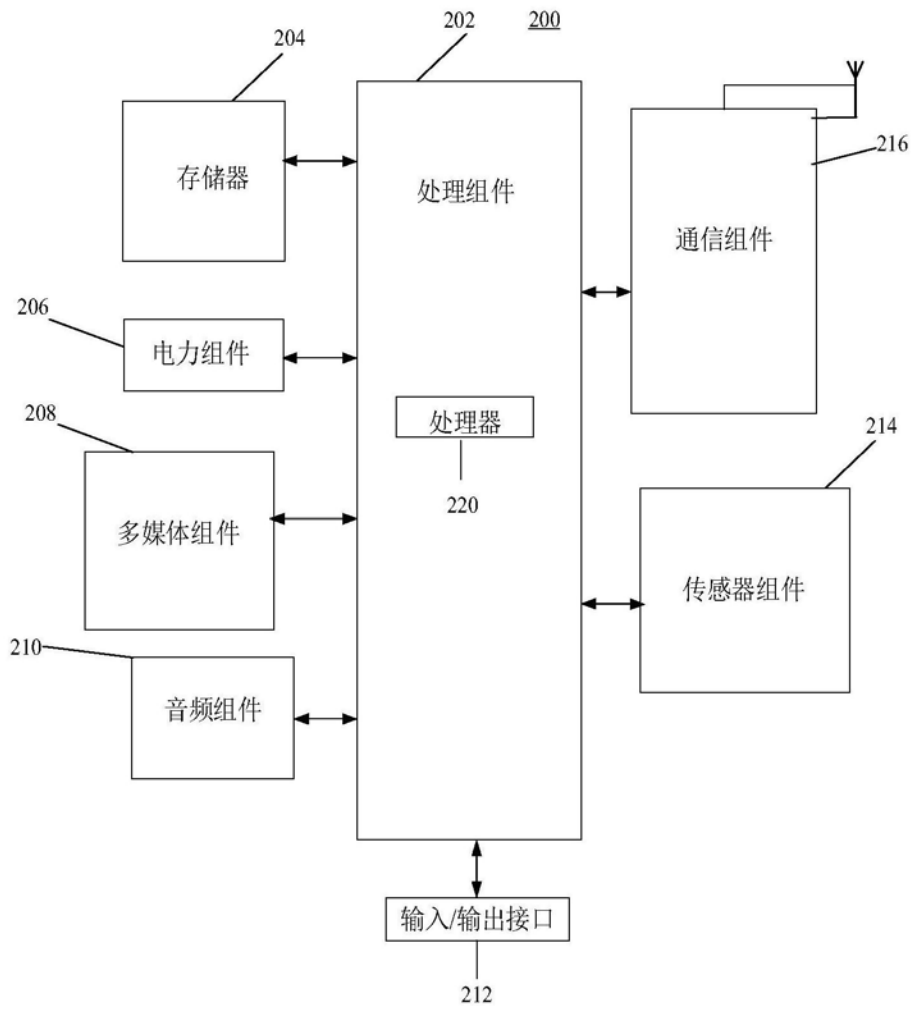 202
200
204
存储器
处理组件
216
通信组件
206
电力组件
208
处理器
220
214
多媒体组件
传感器组件
210
音频组件
输入/输出接口
212